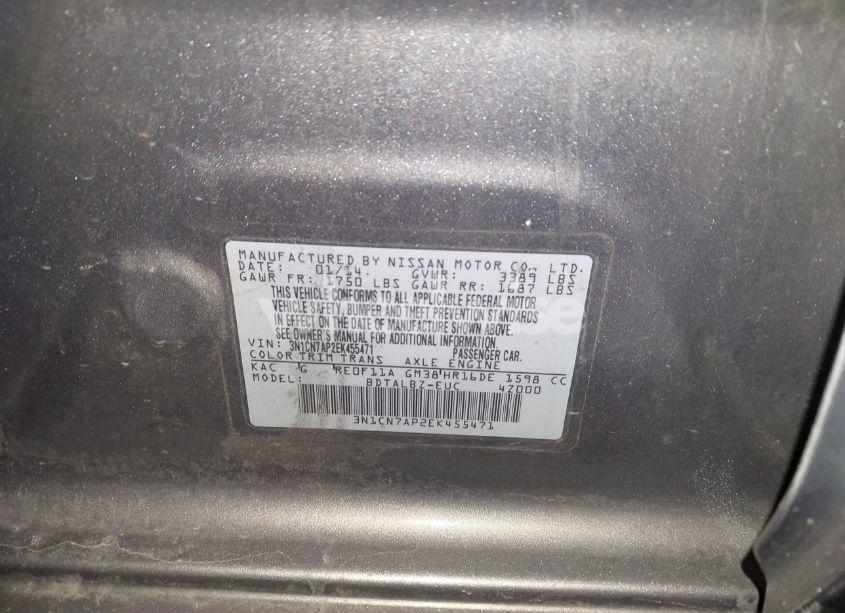 MANUFACTURED BY NISSAN MOTOR CO., LTD.
DATE: 01/14. GVWR: 3389 LBS
GAWR FR: 1750 LBS GAWR RR: 1687 LBS
THIS VEHICLE CONFORMS TO ALL APPLICABLE FEDERAL MOTOR
VEHICLE SAFETY, BUMPER AND THEFT PREVENTION STANDARDS
IN EFFECT ON THE DATE OF MANUFACTURE SHOWN ABOVE.
SEE OWNER'S MANUAL FOR ADDITIONAL INFORMATION.
VIN: 3N1CN7AP2EK455471 PASSENGER CAR.
COLOR TRIM TRANS AXLE ENGINE
KAC G RE0F11A GM38 HR16DE 1598 CC
MODEL: BDTALBZ-EUC 4Z000
3N1CN7AP2EK455471